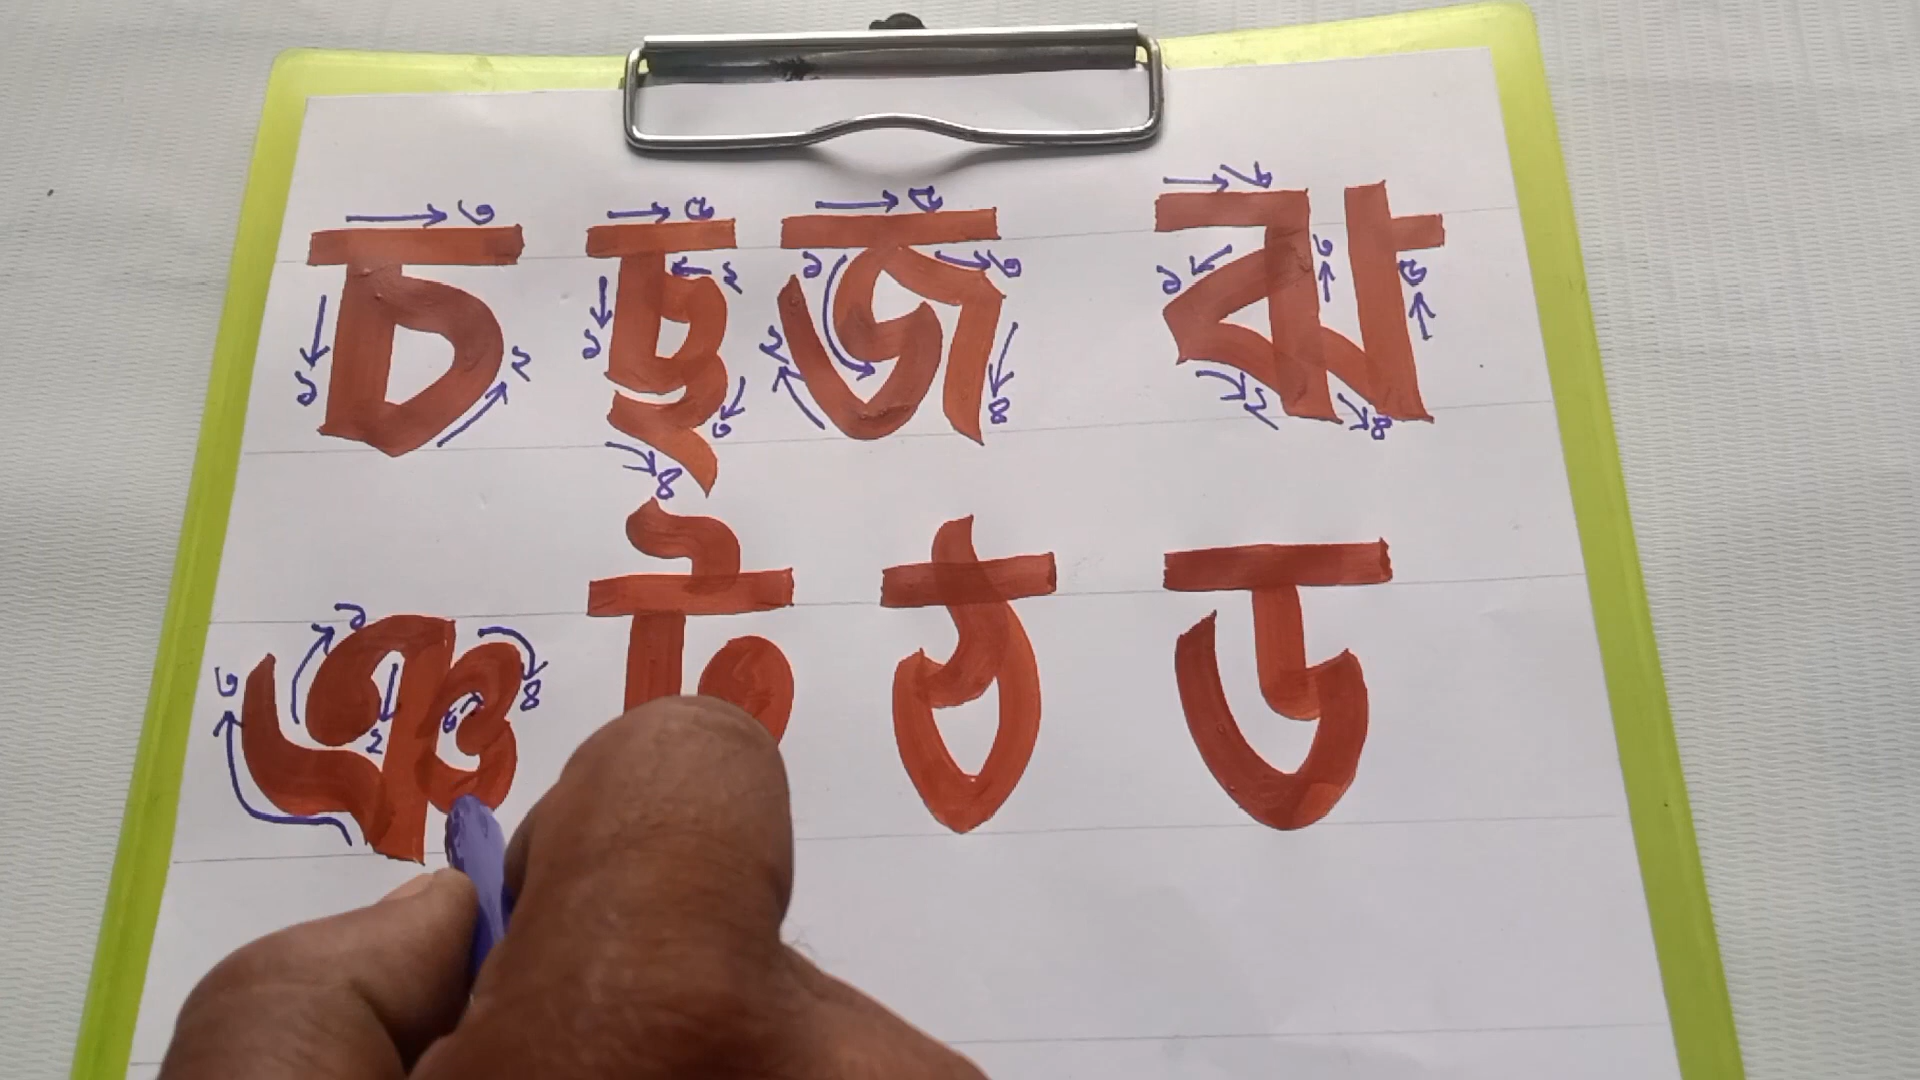 চ ছ জ ঝ
ঞ ট ঠ ড